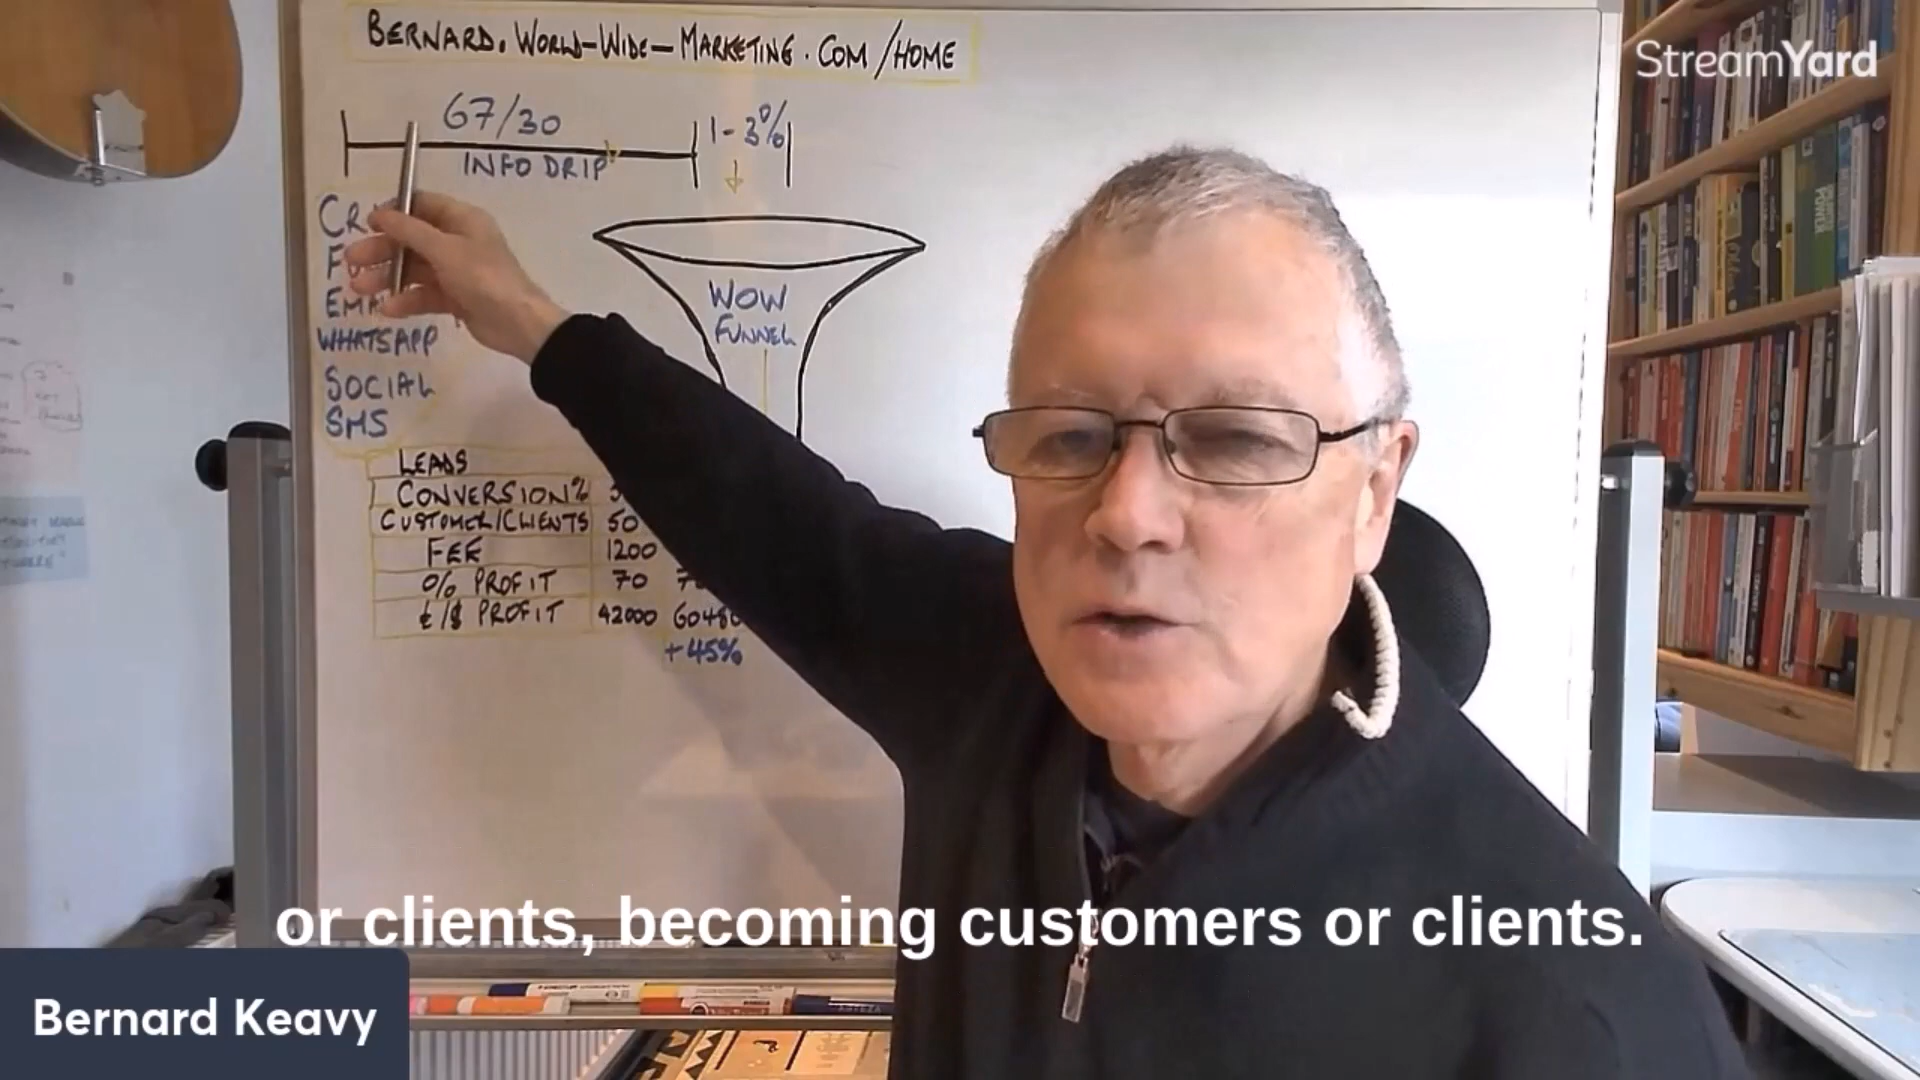 BERNARD.WORLD-WIDE-MARKETING.COM/HOME
StreamYard
67/30
1-3%
INFO DRIP
WOW
FUNNEL
WHATSAPP
SOCIAL
SMS
LEADS
CONVERSION%
CUSTOMER/CLIENTS 50
FEE 1200
% PROFIT 70
£/$ PROFIT 42000
+45%
or clients, becoming customers or clients.
Bernard Keavy